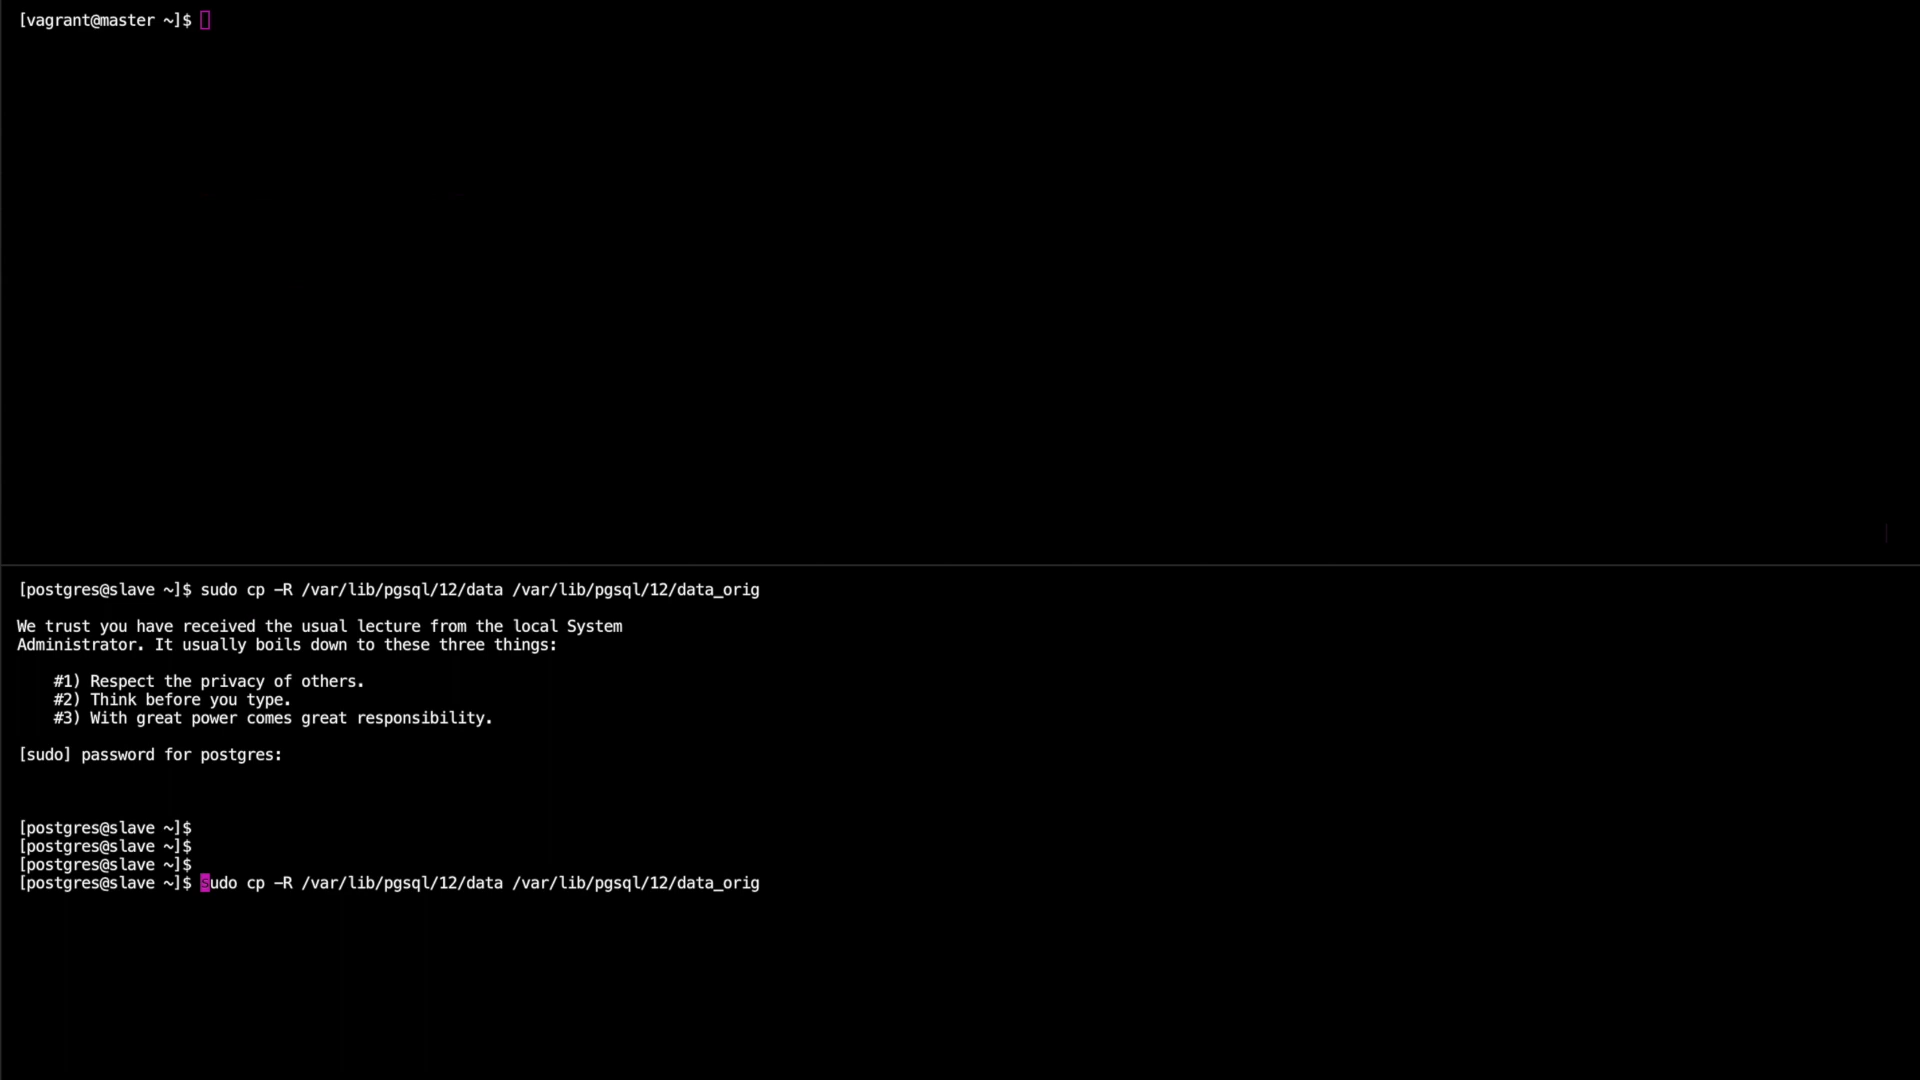 [vagrant@master ~]$
[postgres@slave ~]$ sudo cp -R /var/lib/pgsql/12/data /var/lib/pgsql/12/data_orig
We trust you have received the usual lecture from the local System
Administrator. It usually boils down to these three things:
#1) Respect the privacy of others.
#2) Think before you type.
#3) With great power comes great responsibility.
[sudo] password for postgres:
[postgres@slave ~]$
[postgres@slave ~]$
[postgres@slave ~]$
[postgres@slave ~]$ sudo cp -R /var/lib/pgsql/12/data /var/lib/pgsql/12/data_orig